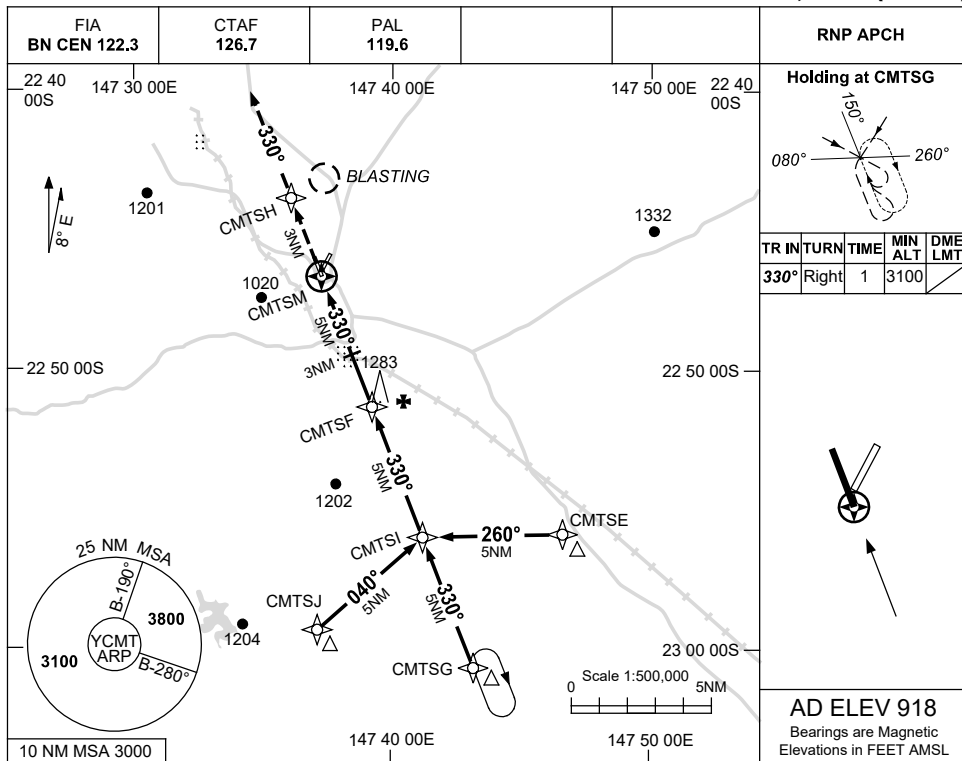 FIA
BN CEN 122.3
CTAF
126.7
PAL
119.6
RNP APCH
22 40
00S
147 30 00E
147 40 00E
147 50 00E
22 40
00S
Holding at CMTSG
150°
080°
260°
TR IN TURN TIME MIN ALT DME LMT
330° Right 1 3100
330°
BLASTING
8° E
1201
CMTSH
3NM
1332
1020
CMTSM
330°
5NM
3NM
1283
22 50 00S
22 50 00S
CMTSF
330°
5NM
1202
CMTSI
260°
5NM
CMTSE
25 NM MSA
B-190°
3800
YCMT
ARP
3100
B-280°
040°
5NM
CMTSJ
1204
330°
5NM
CMTSG
23 00 00S
Scale 1:500,000
0
5NM
10 NM MSA 3000
147 40 00E
147 50 00E
AD ELEV 918
Bearings are Magnetic
Elevations in FEET AMSL